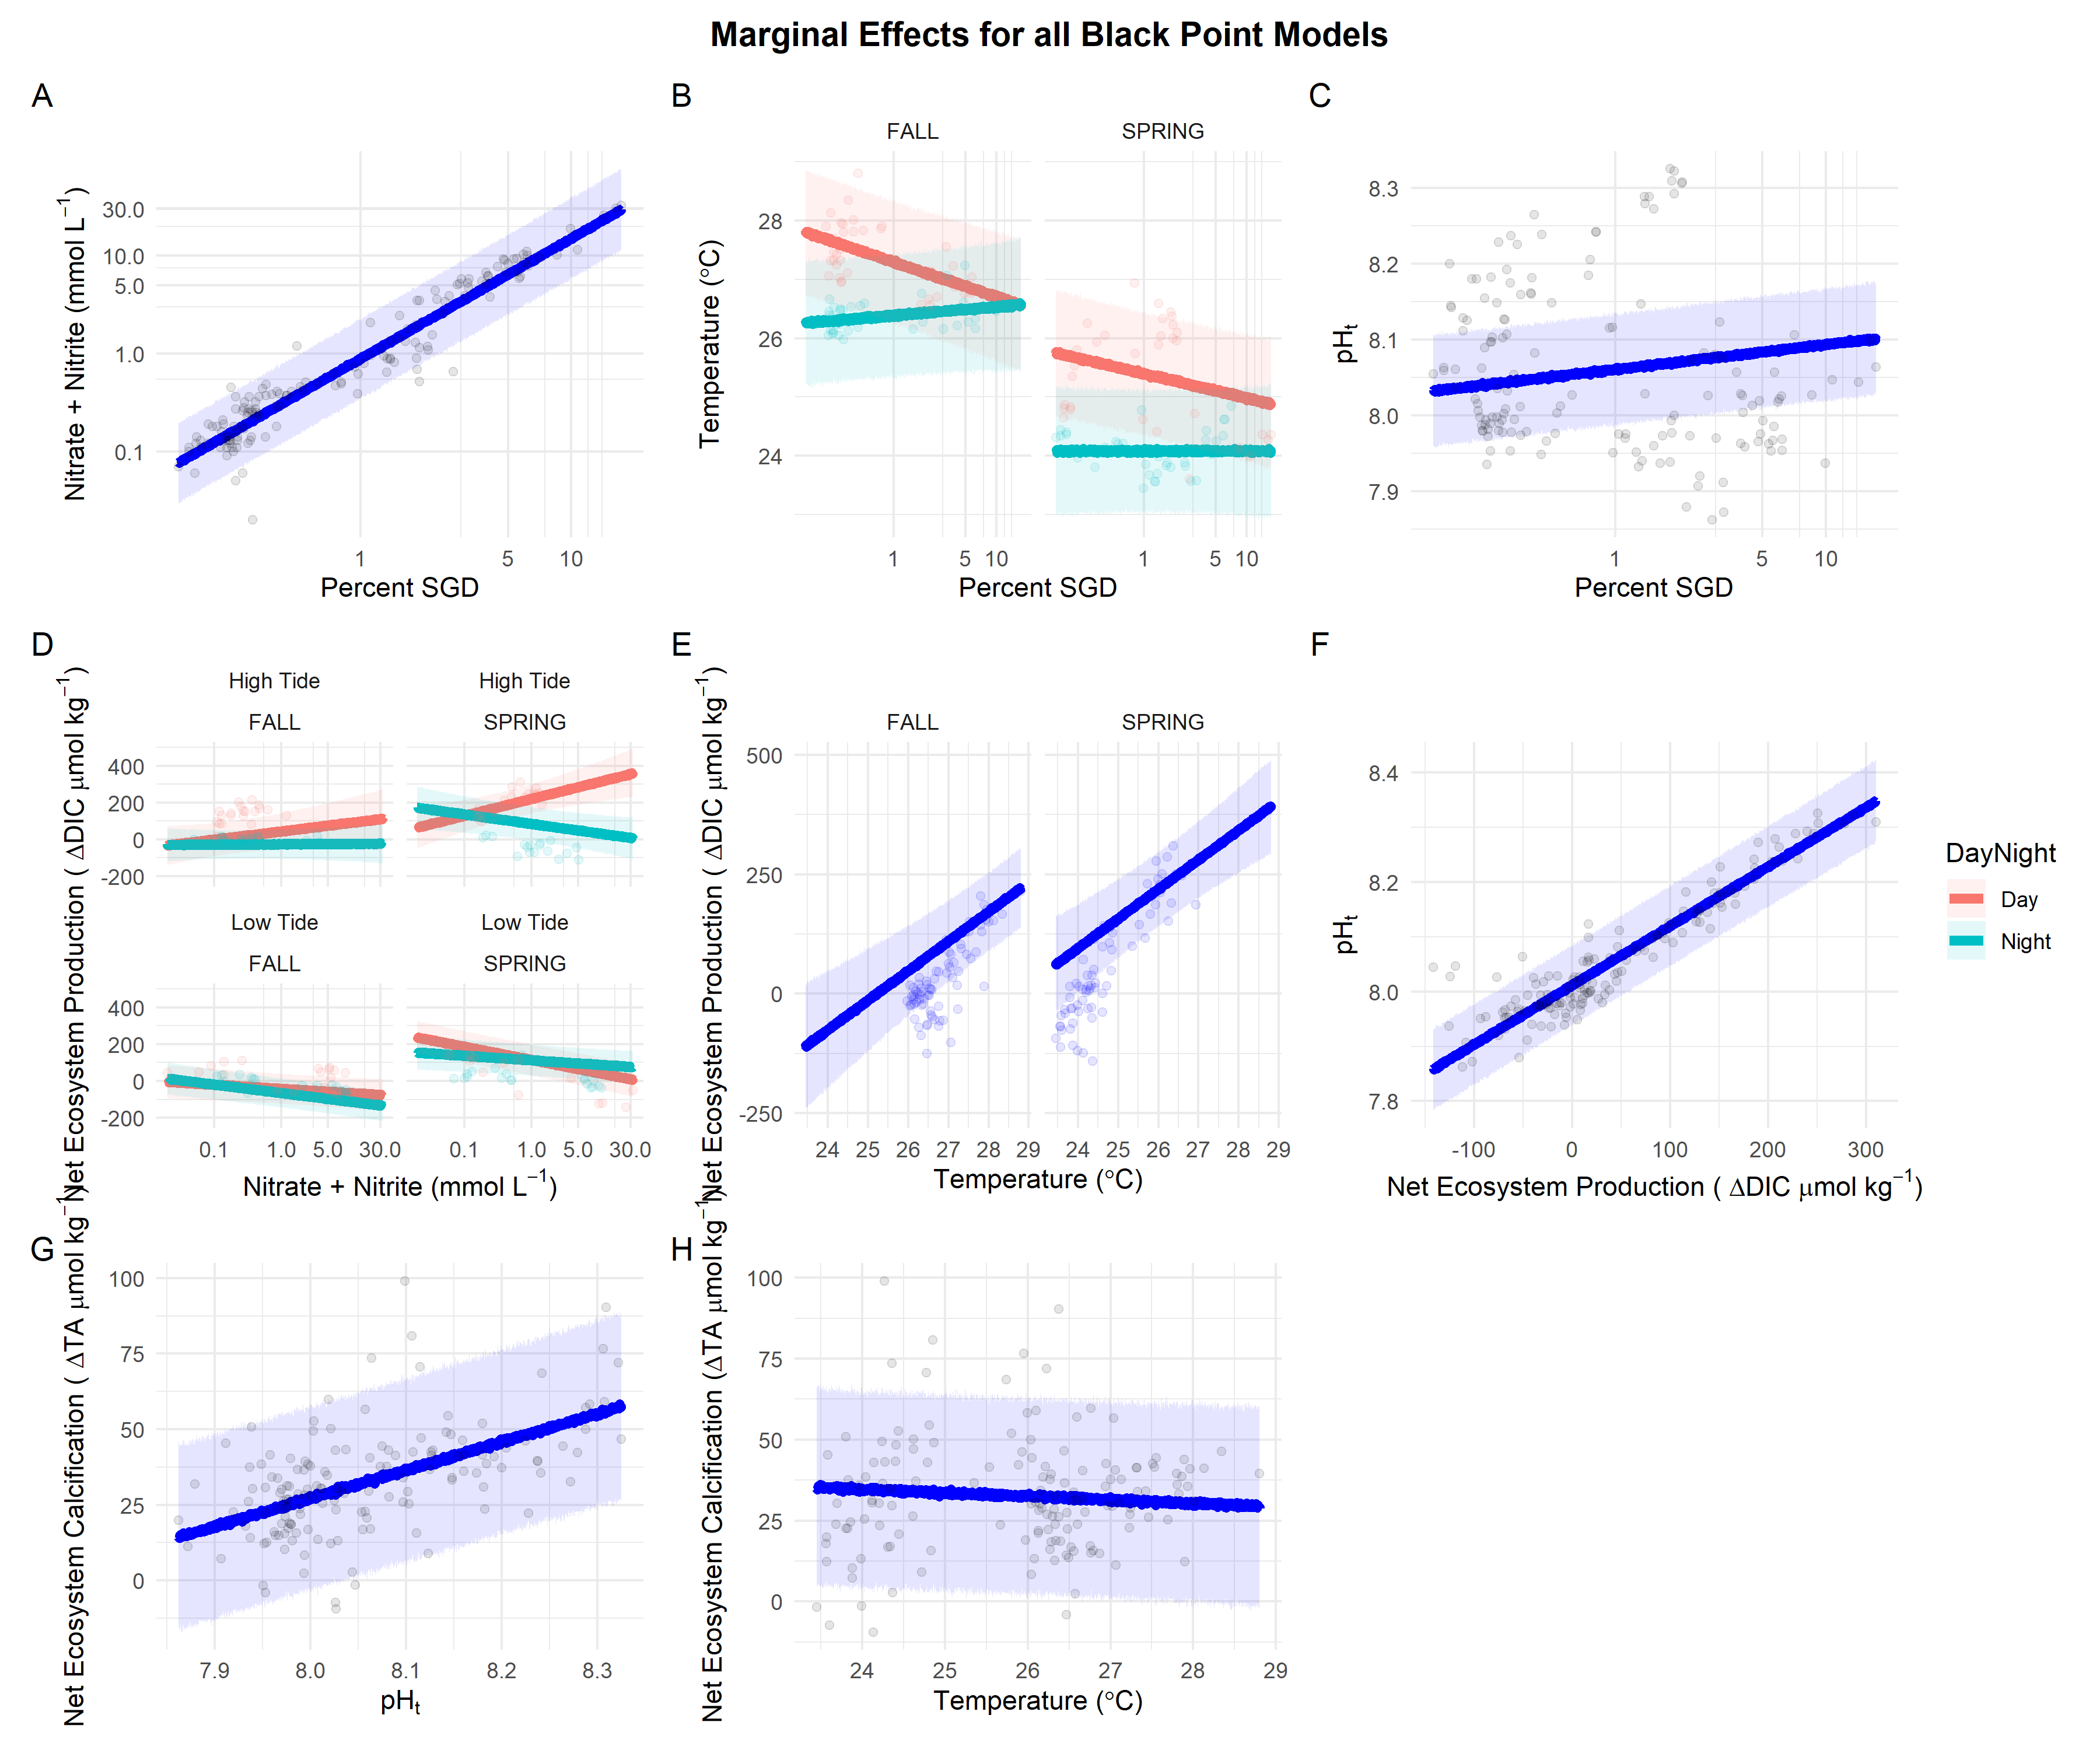 Marginal Effects for all Black Point Models
A
Nitrate + Nitrite (mmol L⁻¹)
30.0
10.0
5.0
1.0
0.1
1 5 10
Percent SGD
B
FALL SPRING
Temperature (°C)
28
26
24
1 5 10 1 5 10
Percent SGD
C
pHₜ
8.3
8.2
8.1
8.0
7.9
1 5 10
Percent SGD
D
Net Ecosystem Production ( ΔDIC μmol kg⁻¹)
High Tide High Tide
FALL SPRING
400
200
0
-200
Low Tide Low Tide
FALL SPRING
400
200
0
-200
0.1 1.0 5.0 30.0 0.1 1.0 5.0 30.0
Nitrate + Nitrite (mmol L⁻¹)
E
Net Ecosystem Production ( ΔDIC μmol kg⁻¹)
FALL SPRING
500
250
0
-250
24 25 26 27 28 29 24 25 26 27 28 29
Temperature (°C)
F
pHₜ
8.4
8.2
8.0
7.8
-100 0 100 200 300
Net Ecosystem Production ( ΔDIC μmol kg⁻¹)
DayNight
Day
Night
G
Net Ecosystem Calcification ( ΔTA μmol kg⁻¹)
100
75
50
25
0
7.9 8.0 8.1 8.2 8.3
pHₜ
H
Net Ecosystem Calcification (ΔTA μmol kg⁻¹)
100
75
50
25
0
24 25 26 27 28 29
Temperature (°C)